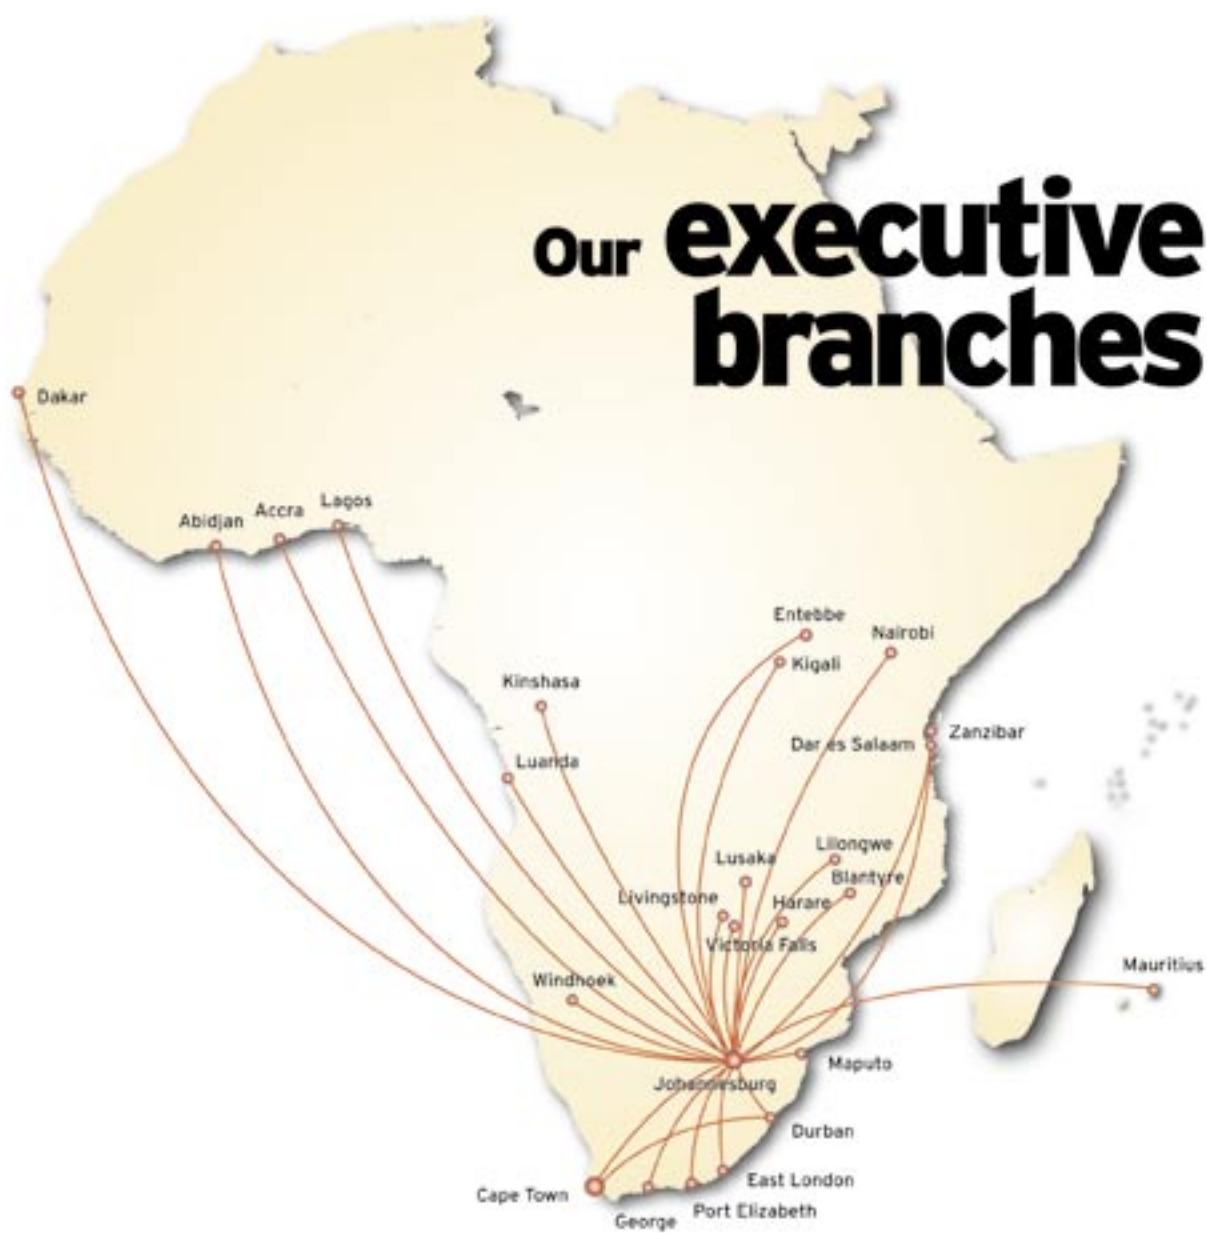 Our executive
branches
Dakar
Abidjan
Accra
Lagos
Entebbe
Nairobi
Kigali
Kinshasa
Zanzibar
Dar es Salaam
Luanda
Lilongwe
Lusaka
Blantyre
Livingstone
Harare
Victoria Falls
Mauritius
Windhoek
Maputo
Johannesburg
Durban
East London
Cape Town
Port Elizabeth
George